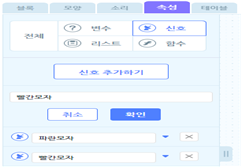 블록 모양 소리 속성 테이블
전체 변수 신호
리스트 함수
신호 추가하기
빨간모자
취소 확인
파란모자
빨간모자